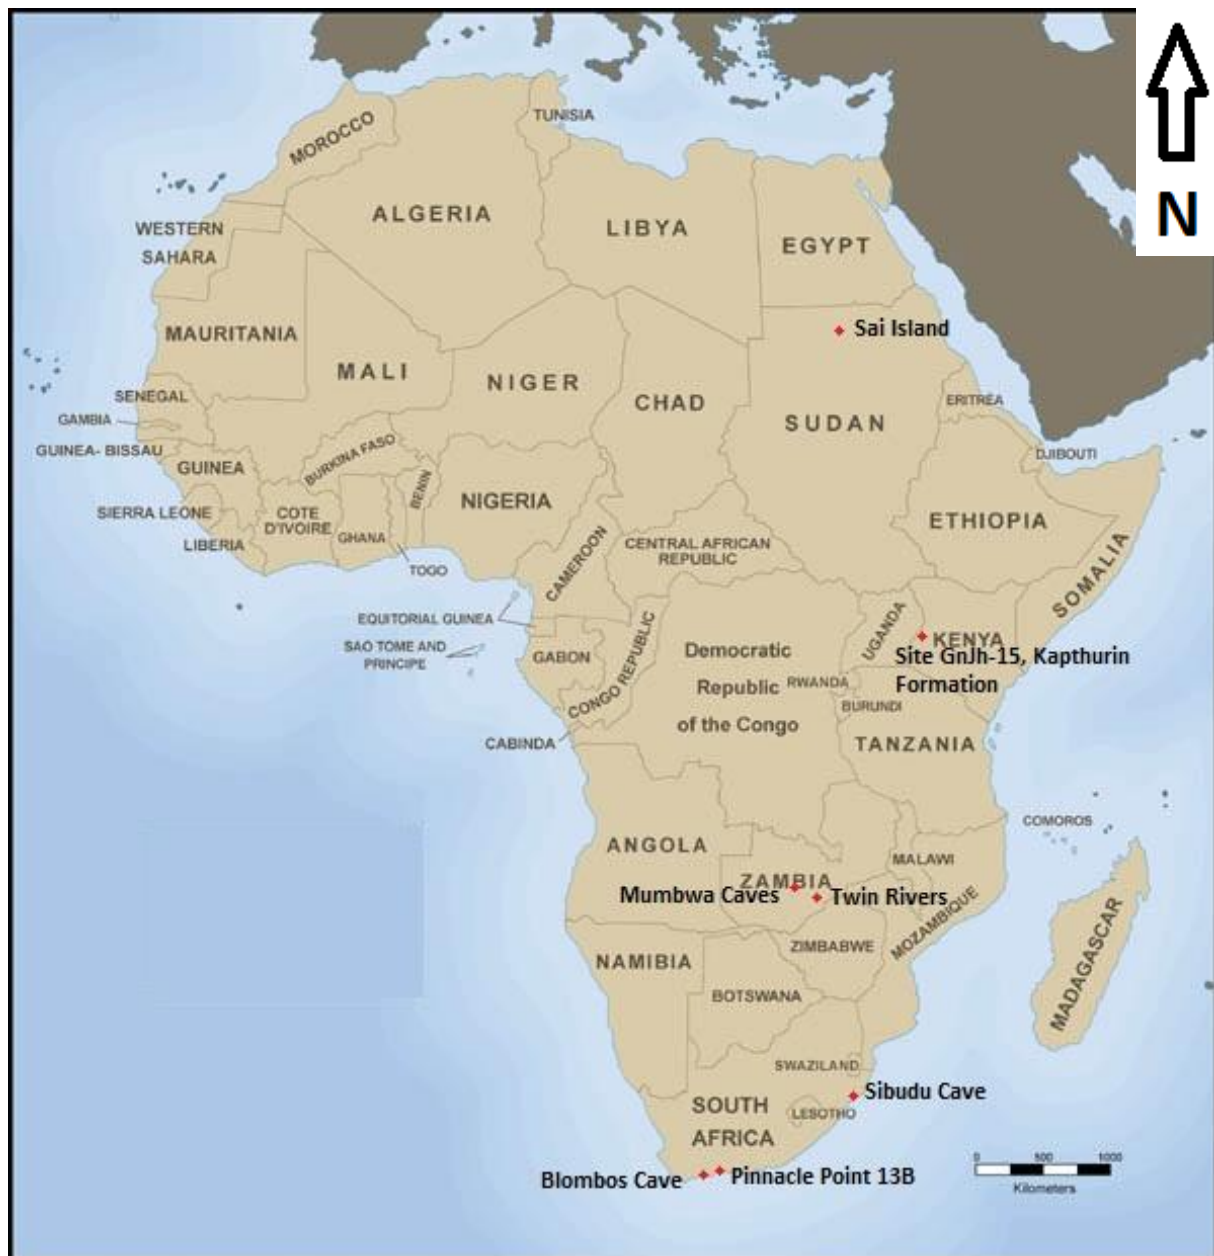 N
TUNISIA
MOROCCO
ALGERIA
LIBYA
EGYPT
WESTERN
SAHARA
Sai Island
MAURITANIA
MALI
NIGER
CHAD
SUDAN
ERITREA
SENEGAL
GAMBIA
GUINEA- BISSAU
GUINEA
BURKINA FASO
BENIN
NIGERIA
DJIBOUTI
SIERRA LEONE
COTE
D'IVOIRE
GHANA
LIBERIA
TOGO
CAMEROON
CENTRAL AFRICAN
REPUBLIC
ETHIOPIA
SOMALIA
EQUITORIAL GUINEA
SAO TOME AND
PRINCIPE
GABON
CONGO REPUBLIC
Democratic
Republic
of the Congo
UGANDA
KENYA
Site GnJh-15, Kapthurin
Formation
RWANDA
BURUNDI
CABINDA
TANZANIA
COMOROS
ANGOLA
ZAMBIA
MALAWI
Mumbwa Caves
Twin Rivers
MOZAMBIQUE
ZIMBABWE
NAMIBIA
BOTSWANA
MADAGASCAR
SWAZILAND
Sibudu Cave
SOUTH
AFRICA
LESOTHO
Blombos Cave
Pinnacle Point 13B
0 500 1000
Kilometers